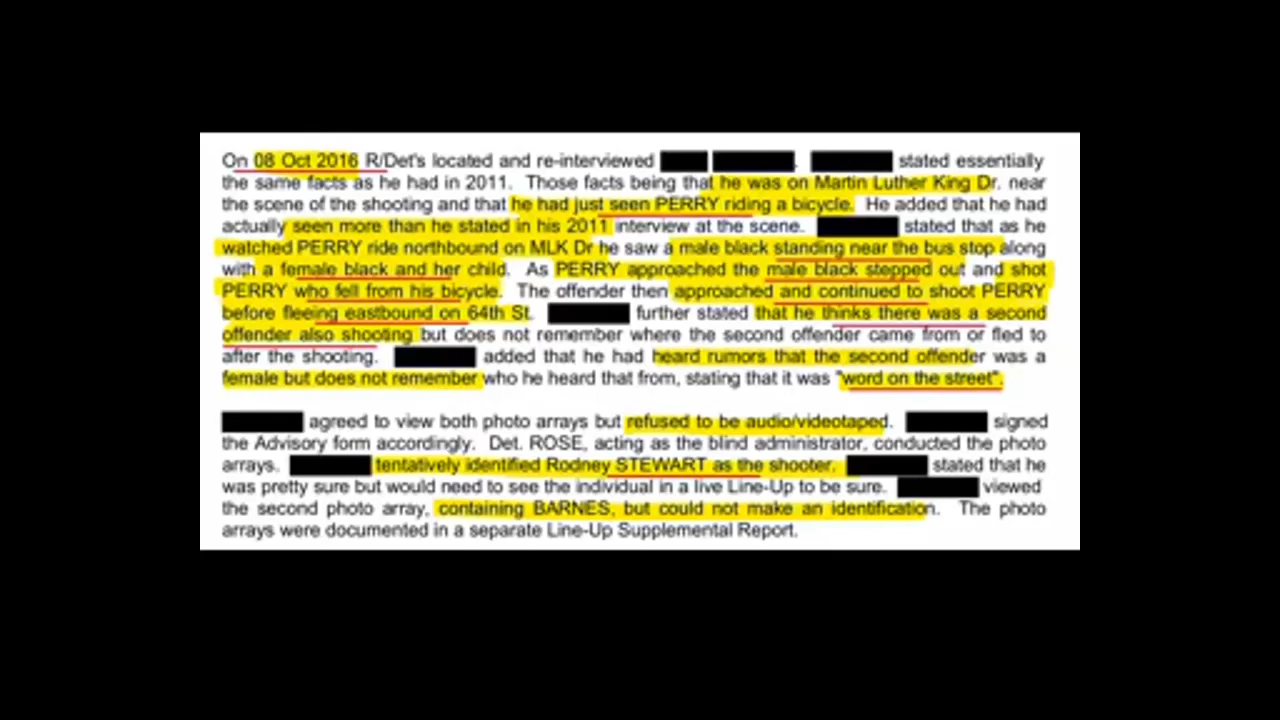 On 08 Oct 2016 R/Det's located and re-interviewed . stated essentially
the same facts as he had in 2011. Those facts being that he was on Martin Luther King Dr. near
the scene of the shooting and that he had just seen PERRY riding a bicycle. He added that he had
actually seen more than he stated in his 2011 interview at the scene. stated that as he
watched PERRY ride northbound on MLK Dr he saw a male black standing near the bus stop along
with a female black and her child. As PERRY approached the male black stepped out and shot
PERRY who fell from his bicycle. The offender then approached and continued to shoot PERRY
before fleeing eastbound on 64th St. further stated that he thinks there was a second
offender also shooting but does not remember where the second offender came from or fled to
after the shooting. added that he had heard rumors that the second offender was a
female but does not remember who he heard that from, stating that it was "word on the street".
agreed to view both photo arrays but refused to be audio/videotaped. signed
the Advisory form accordingly. Det. ROSE, acting as the blind administrator, conducted the photo
arrays. tentatively identified Rodney STEWART as the shooter. stated that he
was pretty sure but would need to see the individual in a live Line-Up to be sure. viewed
the second photo array, containing BARNES, but could not make an identification. The photo
arrays were documented in a separate Line-Up Supplemental Report.